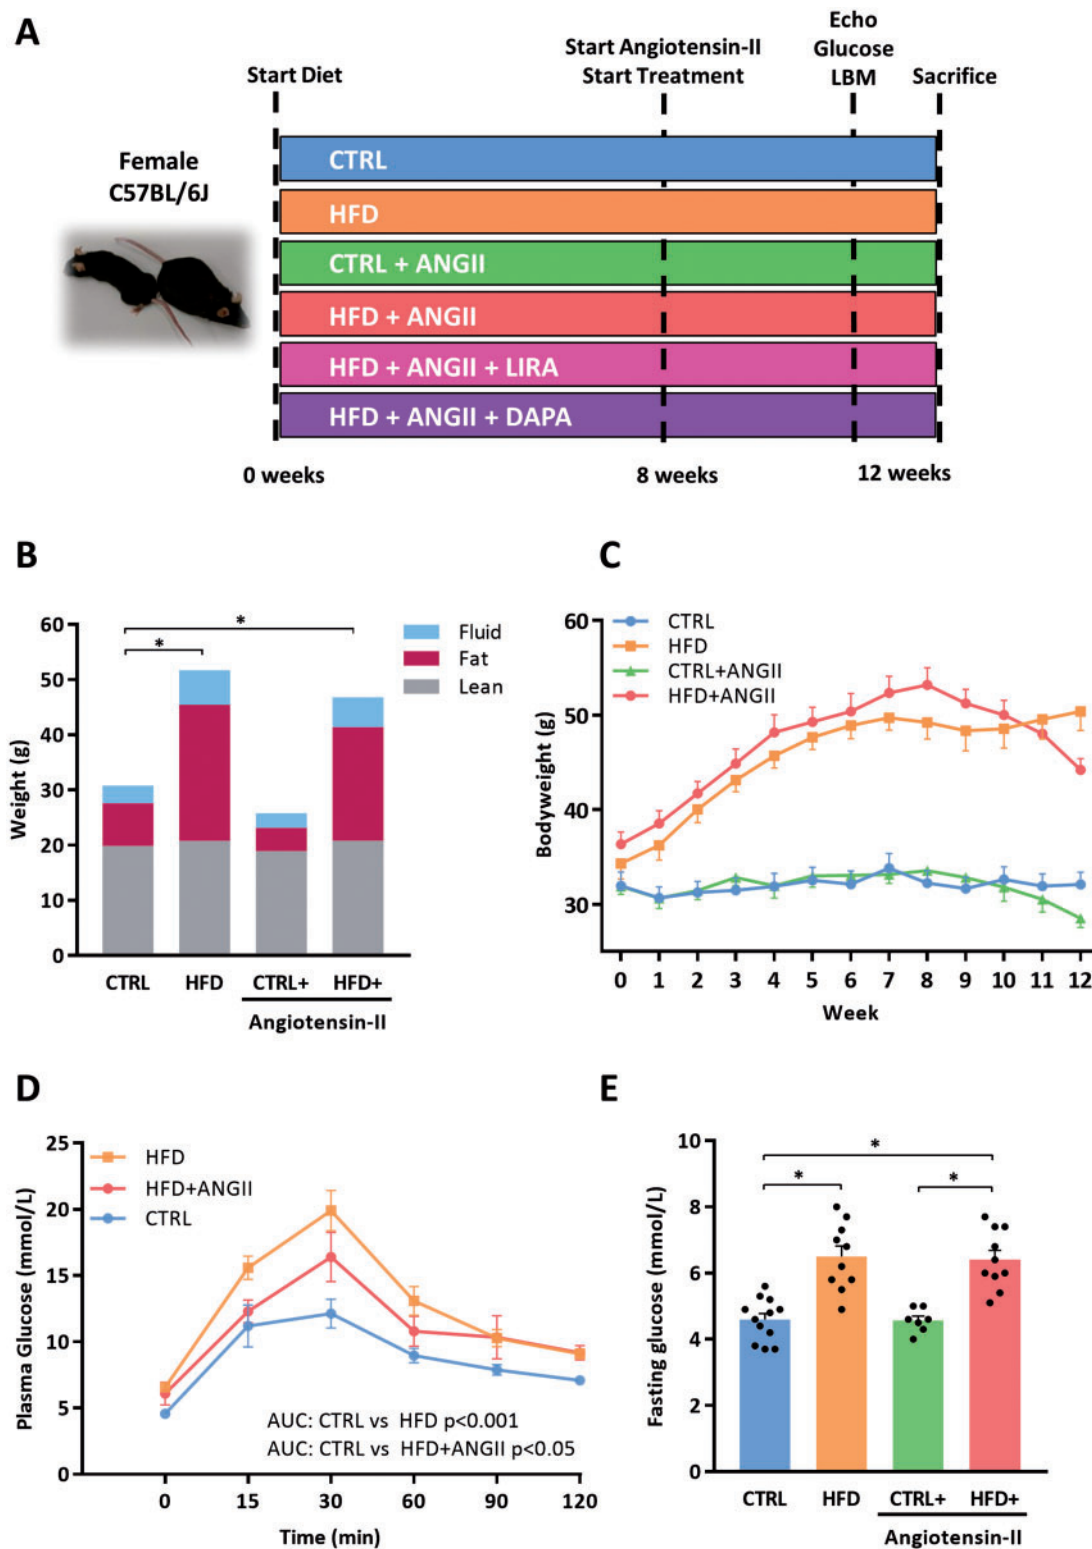 A
Start Diet
Start Angiotensin-II
Start Treatment
Echo
Glucose
LBM
Sacrifice
Female
C57BL/6J
CTRL
HFD
CTRL + ANGII
HFD + ANGII
HFD + ANGII + LIRA
HFD + ANGII + DAPA
0 weeks
8 weeks
12 weeks
B
Weight (g)
60
50
40
30
20
10
0
*
*
Fluid
Fat
Lean
CTRL
HFD
CTRL+
HFD+
Angiotensin-II
C
Bodyweight (g)
60
50
40
30
CTRL
HFD
CTRL+ANGII
HFD+ANGII
0 1 2 3 4 5 6 7 8 9 10 11 12
Week
D
Plasma Glucose (mmol/L)
25
20
15
10
5
0
HFD
HFD+ANGII
CTRL
AUC: CTRL vs HFD p<0.001
AUC: CTRL vs HFD+ANGII p<0.05
0 15 30 60 90 120
Time (min)
E
Fasting glucose (mmol/L)
10
8
6
4
2
0
*
*
*
CTRL
HFD
CTRL+
HFD+
Angiotensin-II